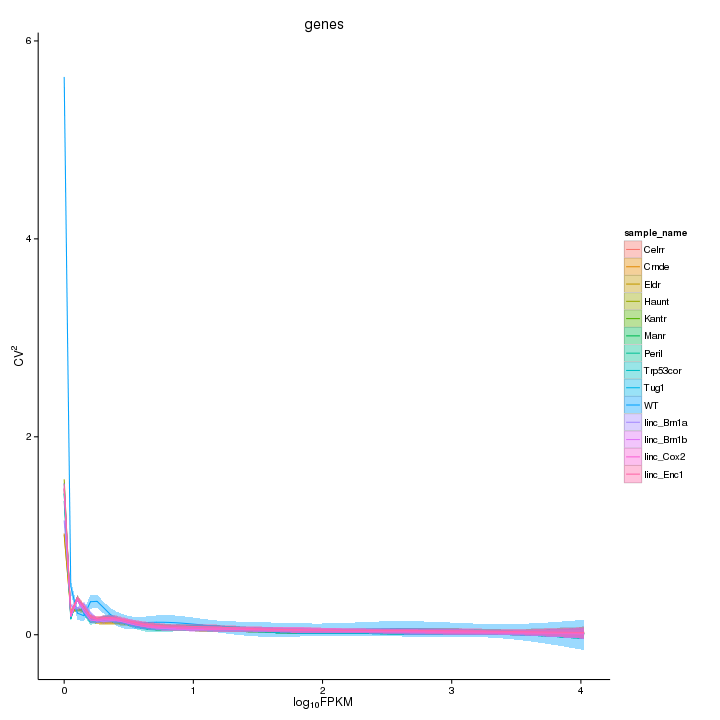 genes
6
4
2
0
CV²
0 1 2 3 4
log₁₀FPKM
sample_name
Celrr
Crnde
Eldr
Haunt
Kantr
Manr
Peril
Trp53cor
Tug1
WT
linc_Brn1a
linc_Brn1b
linc_Cox2
linc_Enc1